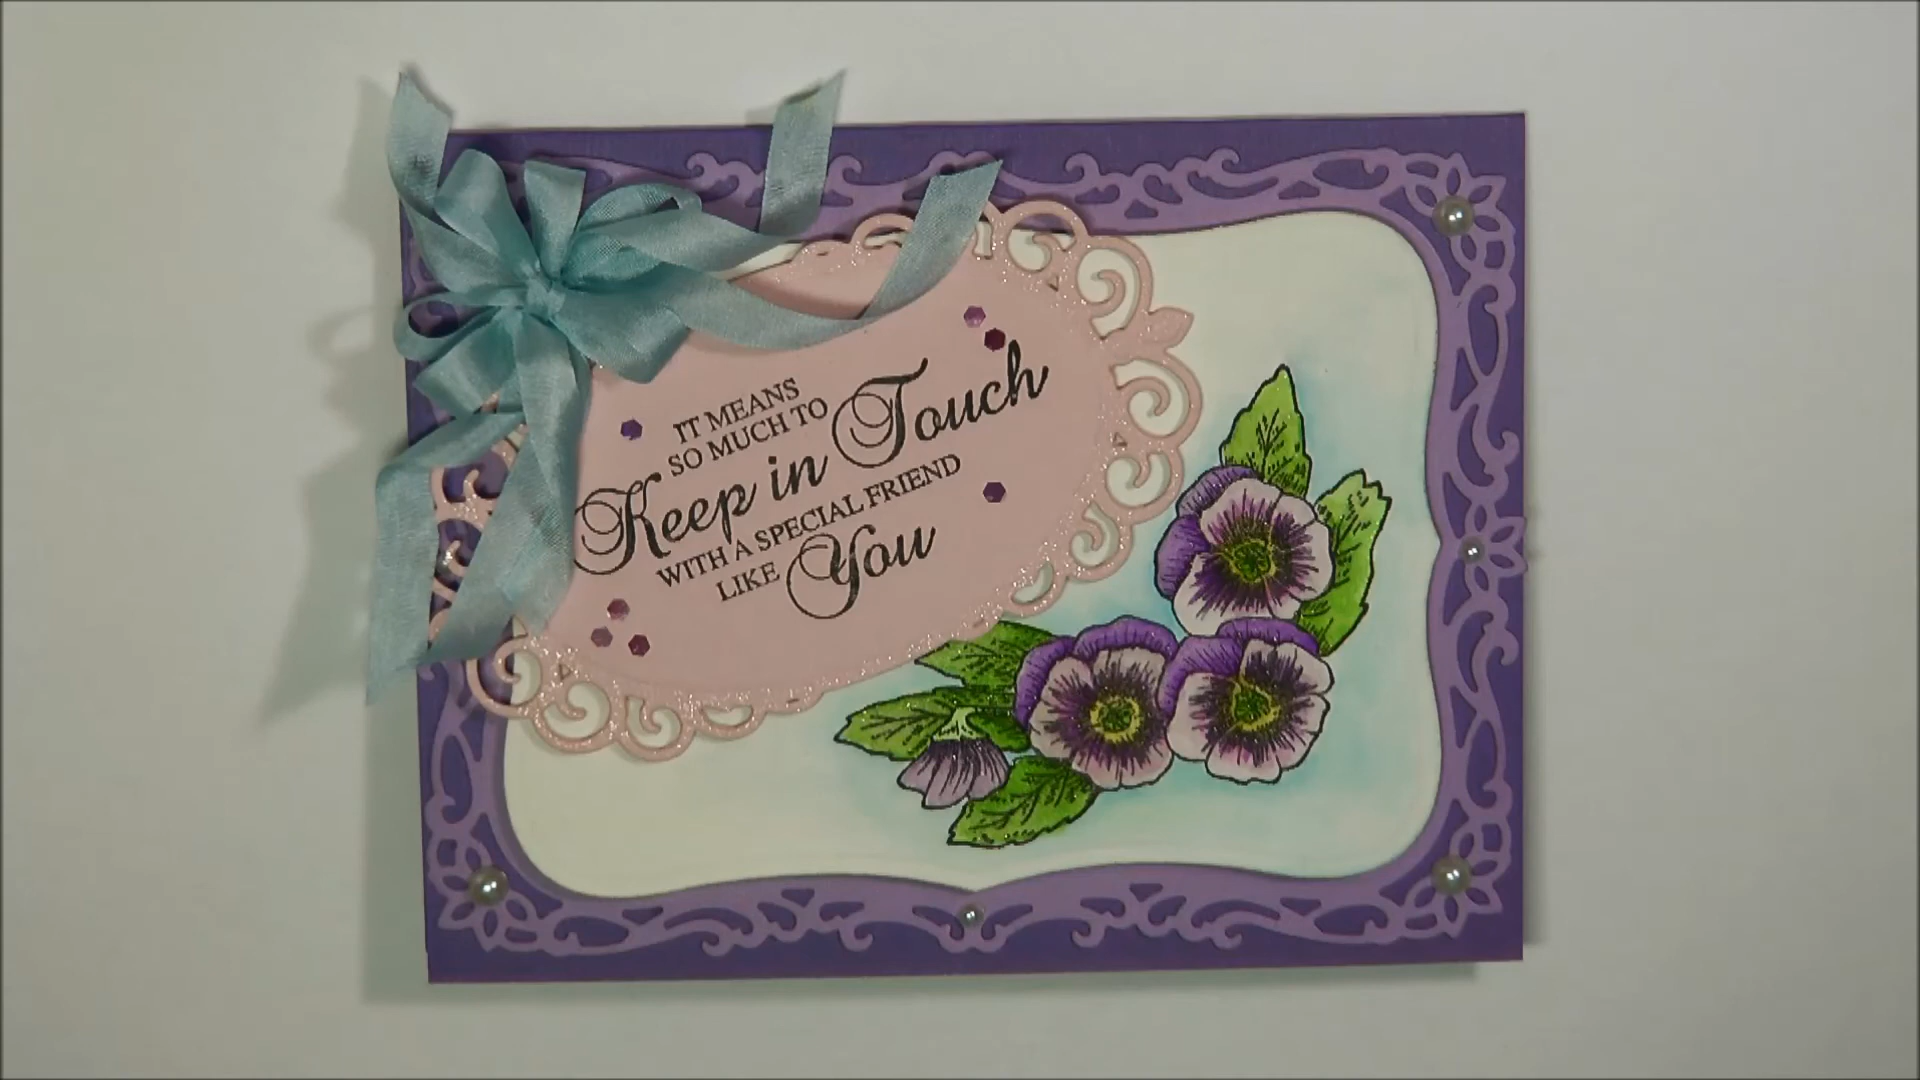 IT MEANS
SO MUCH TO
Keep in Touch
WITH A SPECIAL FRIEND
LIKE You